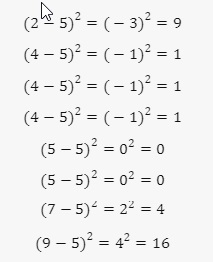 (2 − 5)² = (− 3)² = 9
(4 − 5)² = (− 1)² = 1
(4 − 5)² = (− 1)² = 1
(4 − 5)² = (− 1)² = 1
(5 − 5)² = 0² = 0
(5 − 5)² = 0² = 0
(7 − 5)² = 2² = 4
(9 − 5)² = 4² = 16